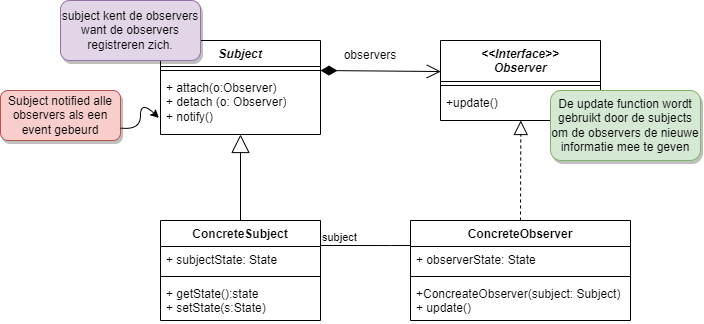 subject kent de observers
want de observers
registreren zich.
Subject
observers
<<Interface>>
Observer
+ attach(o:Observer)
+ detach (o: Observer)
+ notify()
+update()
Subject notified alle
observers als een
event gebeurd
De update function wordt
gebruikt door de subjects
om de observers de nieuwe
informatie mee te geven
ConcreteSubject
subject
ConcreteObserver
+ subjectState: State
+ observerState: State
+ getState():state
+ setState(s:State)
+ConcreateObserver(subject: Subject)
+ update()